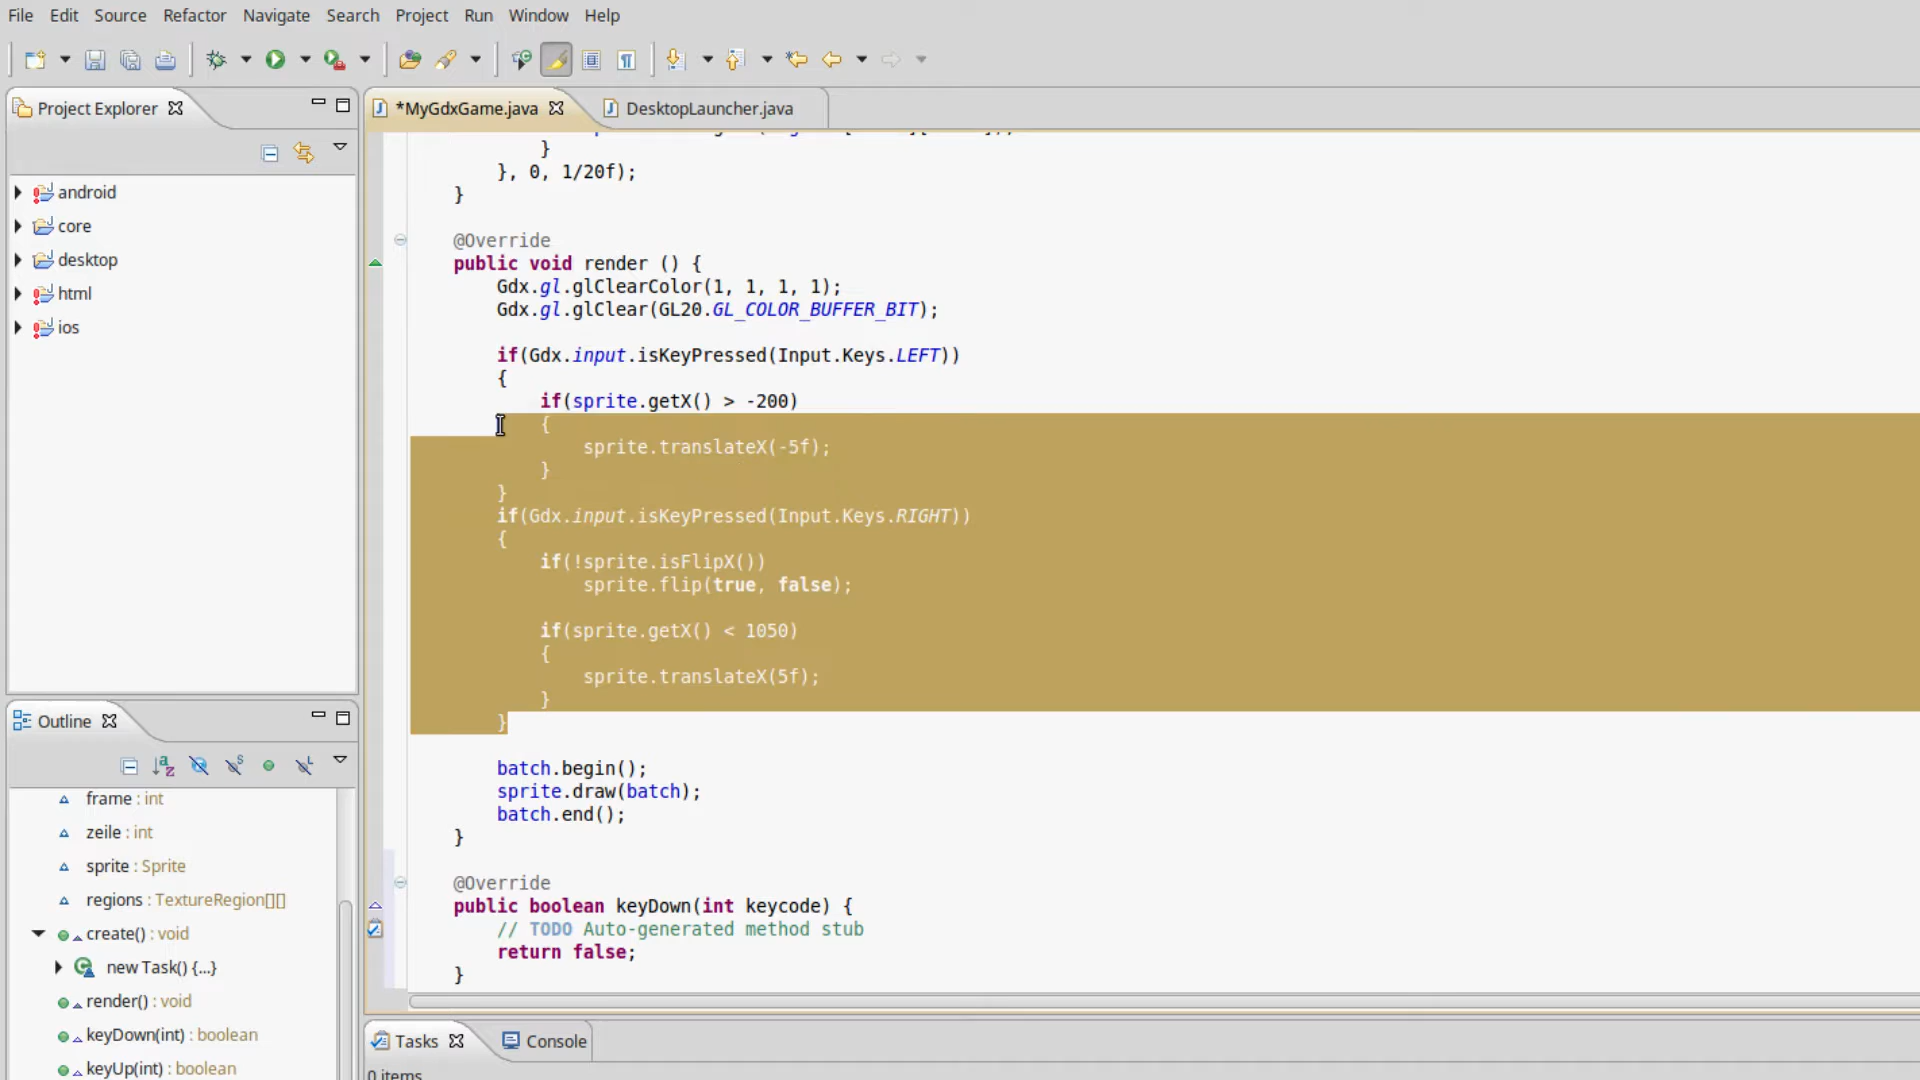 File Edit Source Refactor Navigate Search Project Run Window Help
Project Explorer
*MyGdxGame.java
DesktopLauncher.java
android
core
desktop
html
ios
}
}, 0, 1/20f);
}
@Override
public void render () {
Gdx.gl.glClearColor(1, 1, 1, 1);
Gdx.gl.glClear(GL20.GL_COLOR_BUFFER_BIT);
if(Gdx.input.isKeyPressed(Input.Keys.LEFT))
{
if(sprite.getX() > -200)
{
sprite.translateX(-5f);
}
}
if(Gdx.input.isKeyPressed(Input.Keys.RIGHT))
{
if(!sprite.isFlipX())
sprite.flip(true, false);
if(sprite.getX() < 1050)
{
sprite.translateX(5f);
}
}
batch.begin();
sprite.draw(batch);
batch.end();
}
@Override
public boolean keyDown(int keycode) {
// TODO Auto-generated method stub
return false;
}
Outline
frame : int
zeile : int
sprite : Sprite
regions : TextureRegion[][]
create() : void
new Task() {...}
render() : void
keyDown(int) : boolean
keyUp(int) : boolean
Tasks
Console
0 items